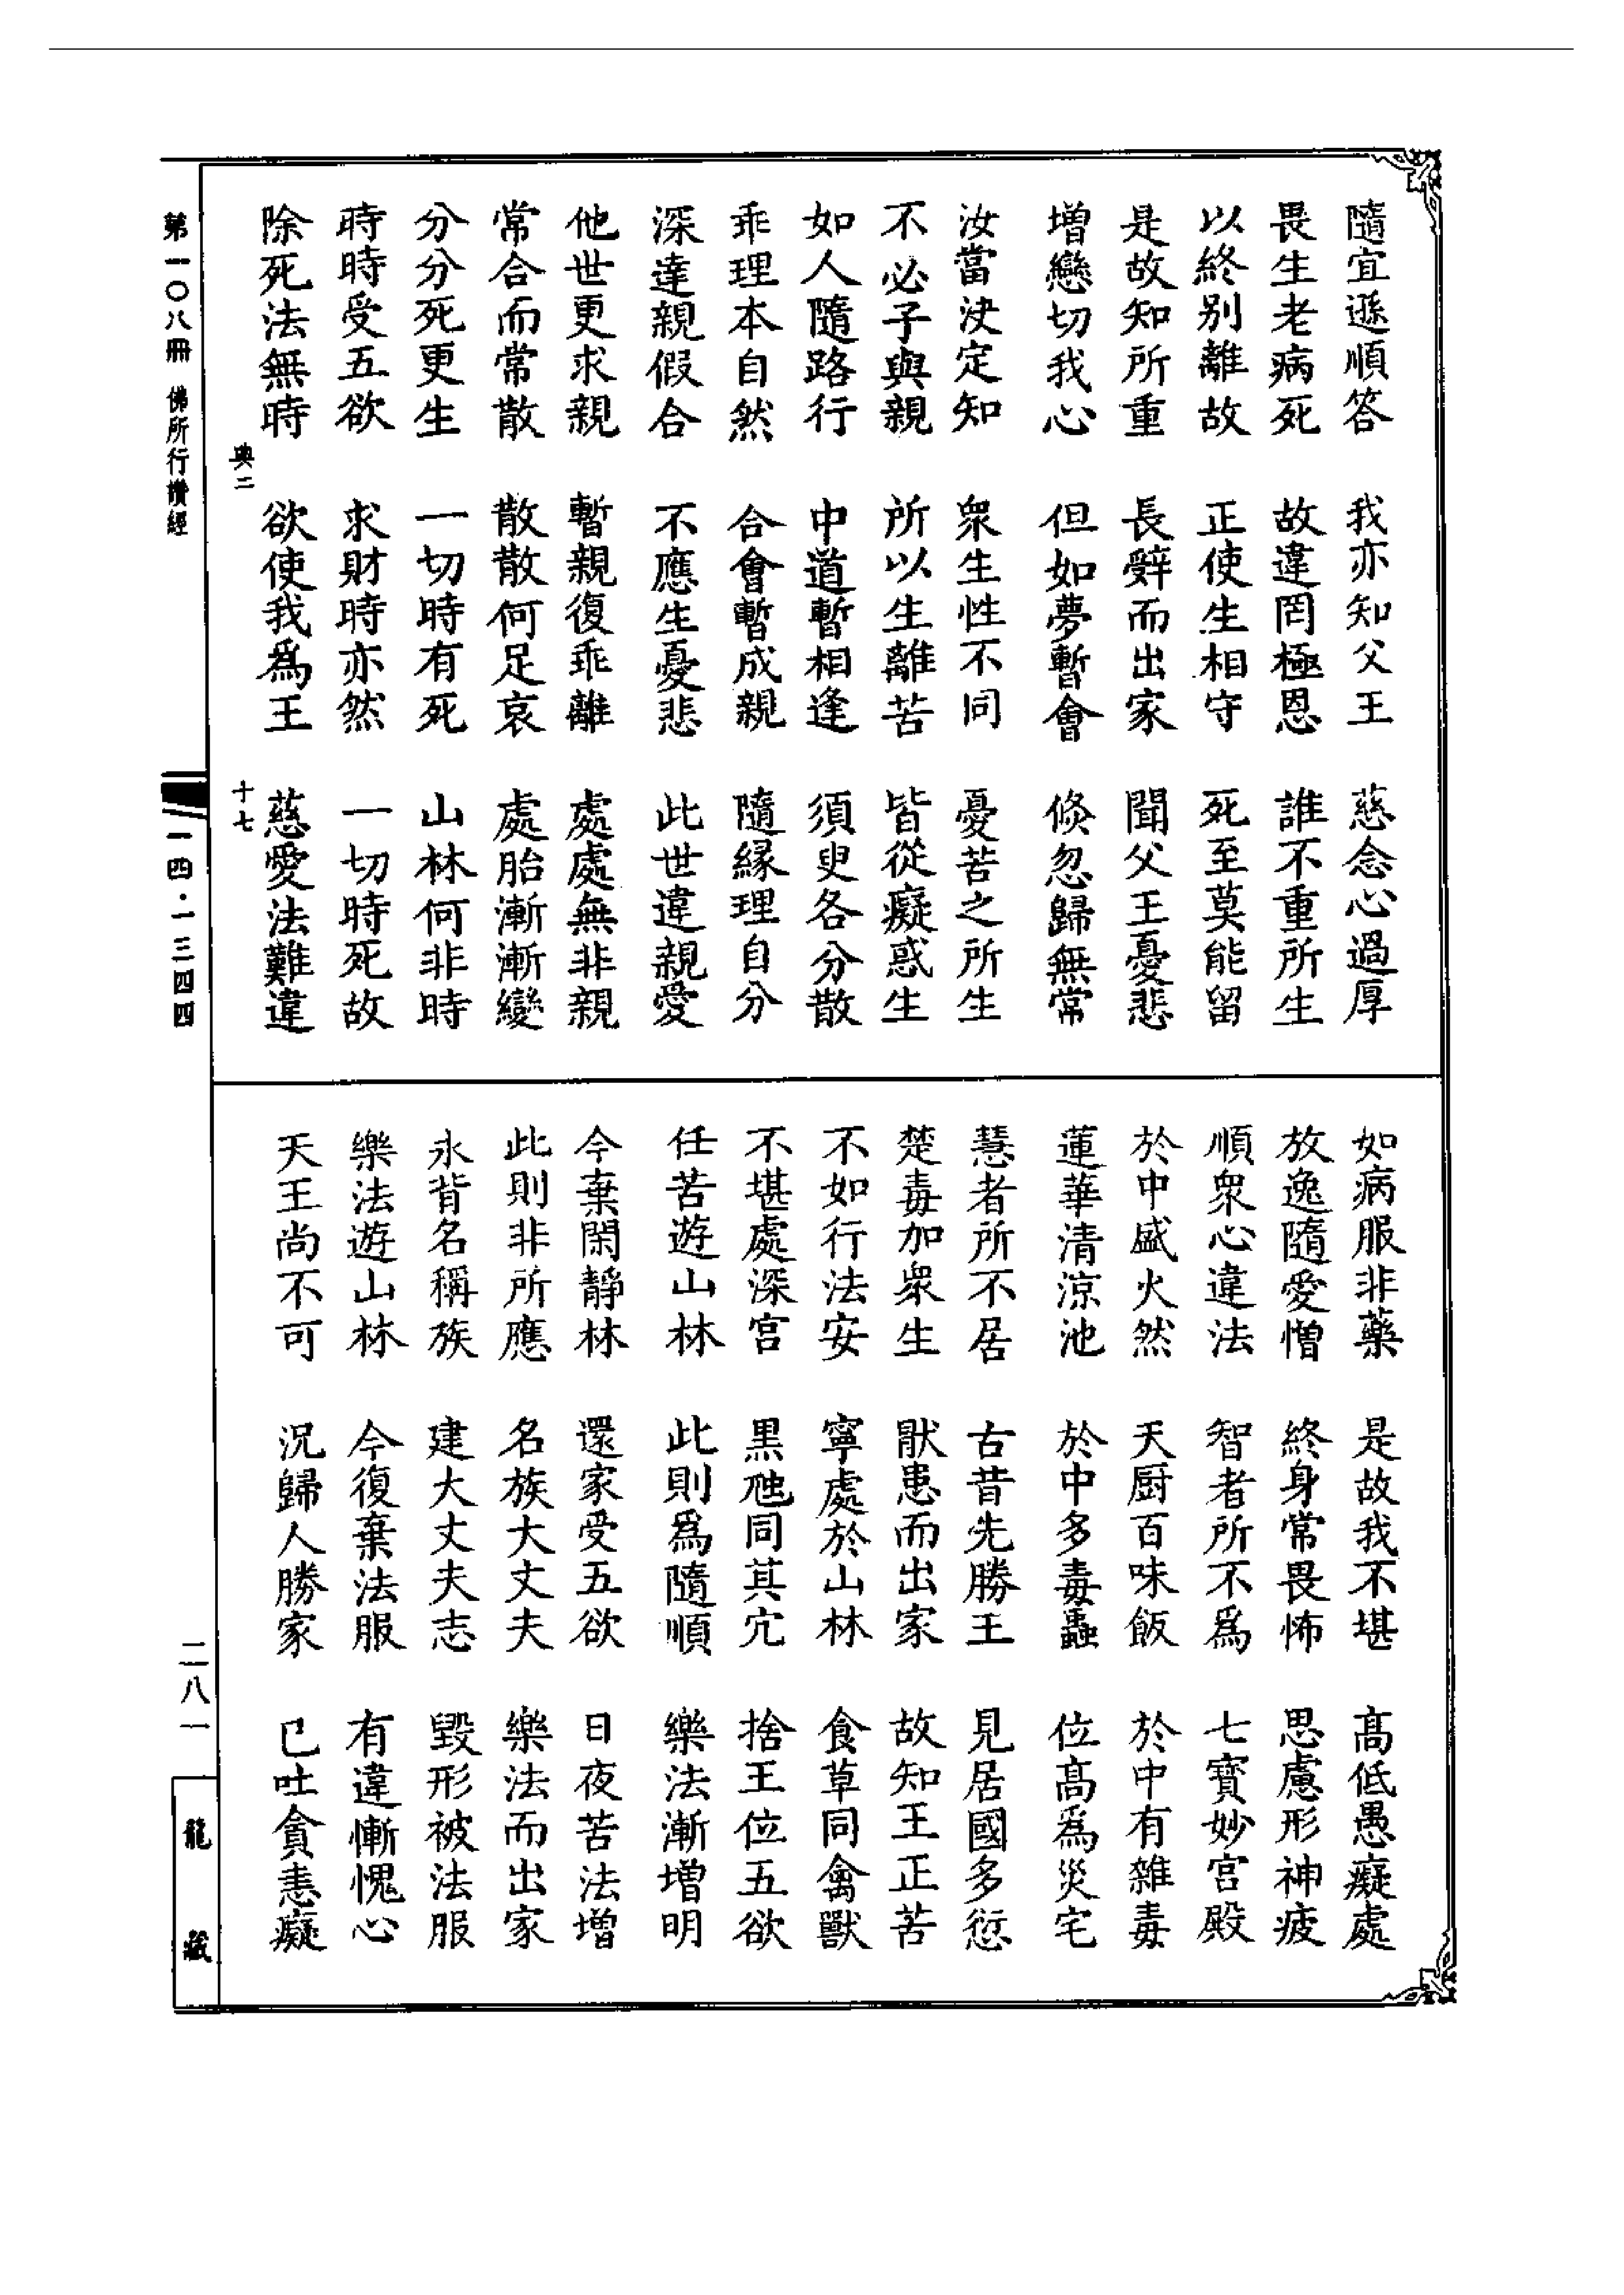 隨宜遜順答　我亦知父王　慈念心過厚
畏生老病死　故違罔極恩　誰不重所生
以終别離故　正使生相守　死至莫能留
是故知所重　長辭而出家　聞父王憂悲
增戀切我心　但如夢暫會　倏忽歸無常
汝當決定知　衆生性不同　憂苦之所生
不必子與親　所以生離苦　皆從癡惑生
如人隨路行　中道暫相逢　須臾各分散
乖理本自然　合會暫成親　隨緣理自分
深達親假合　不應生憂悲　此世違親愛
他世更求親　暫親復乖離　處處無非親
常合而常散　散散何足哀　處胎漸漸變
分分死更生　一切時有死　山林何非時
時時受五欲　求財時亦然　一切時死故
除死法無時　欲使我爲王　慈愛法難違
如病服非藥　是故我不堪　高低愚癡處
放逸隨愛憎　終身常畏怖　思慮形神疲
順衆心違法　智者所不爲　七寶妙宫殿
於中盛火然　天厨百味飯　於中有雜毒
蓮華清涼池　於中多毒蟲　位高爲災宅
慧者所不居　古昔先勝王　見居國多愆
楚毒加衆生　猒患而出家　故知王正苦
不如行法安　寧處於山林　食草同禽獸
不堪處深宫　黑虺同其穴　捨王位五欲
任苦遊山林　此則爲隨順　樂法漸增明
今棄閑靜林　還家受五欲　日夜苦法增
此則非所應　名族大丈夫　樂法而出家
永背名稱族　建大丈夫志　毀形被法服
樂法遊山林　今復棄法服　有違慚愧心
天王尚不可　況歸人勝家　已吐貪恚癡
典二　十七
第一〇八冊　佛所行讚經
一四·一三四四
二八一
龍藏